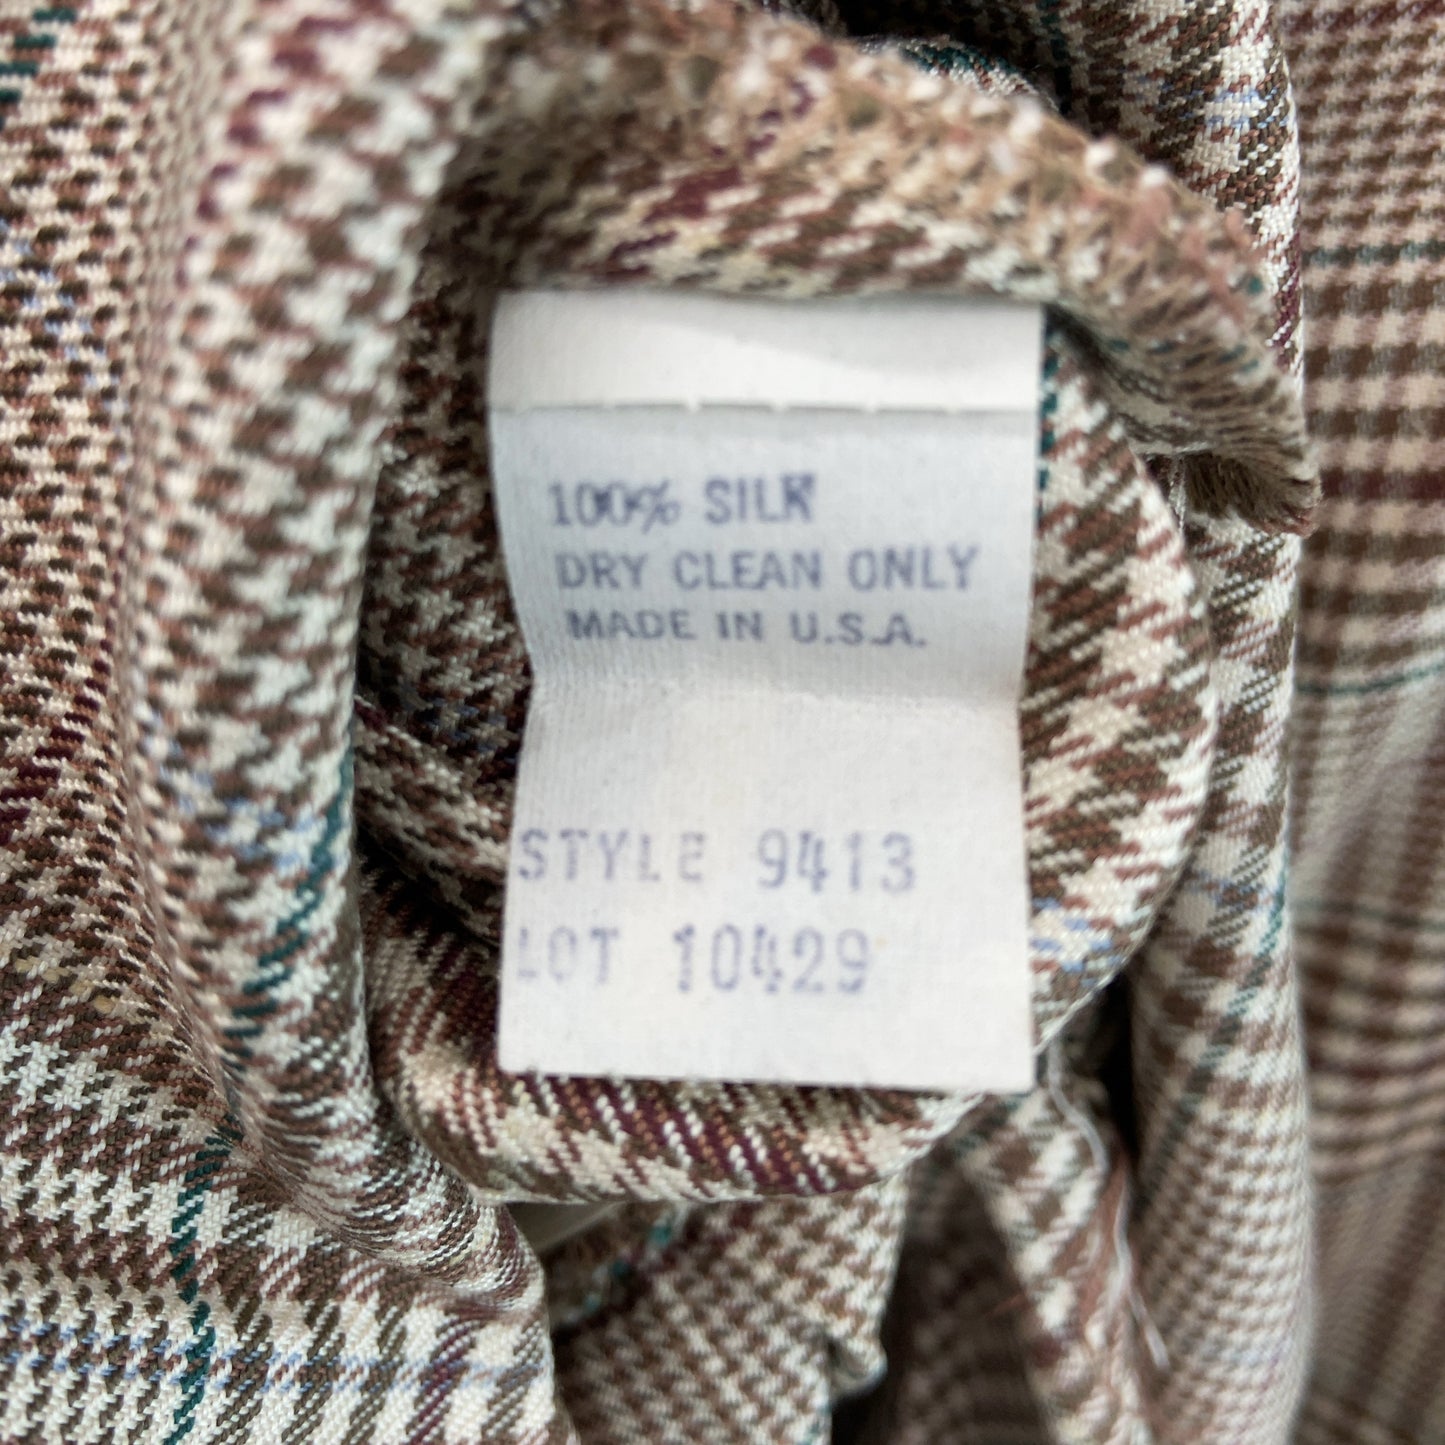 100% SILK
DRY CLEAN ONLY
MADE IN U.S.A.
STYLE 9413
LOT 10429